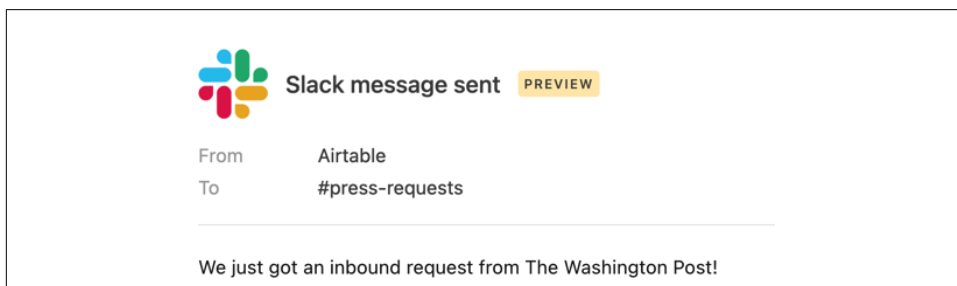 Slack message sent PREVIEW
From Airtable
To #press-requests
We just got an inbound request from The Washington Post!